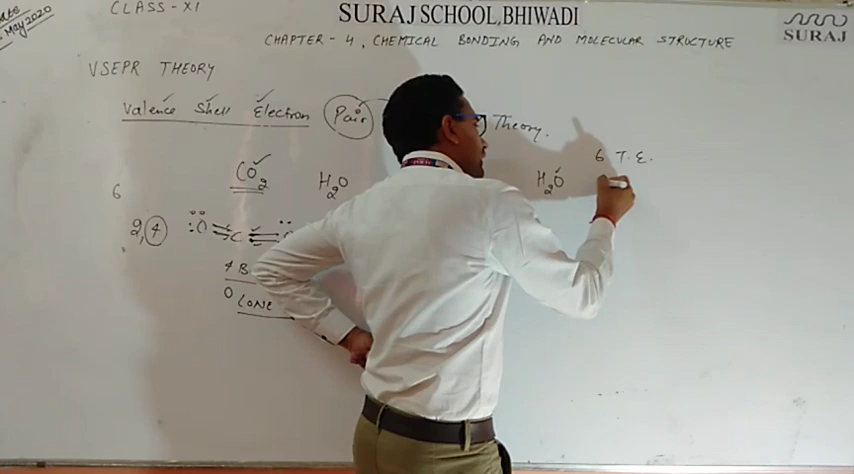 May 2020
CLASS - XI
SURAJ SCHOOL, BHIWADI
SURAJ
CHAPTER - 4, CHEMICAL BONDING AND MOLECULAR STRUCTURE
VSEPR THEORY
Valence Shell Electron Pair Theory.
6 T. E.
CO2 H2O H2O
6
2,4 :O C
4 B
0 LONE